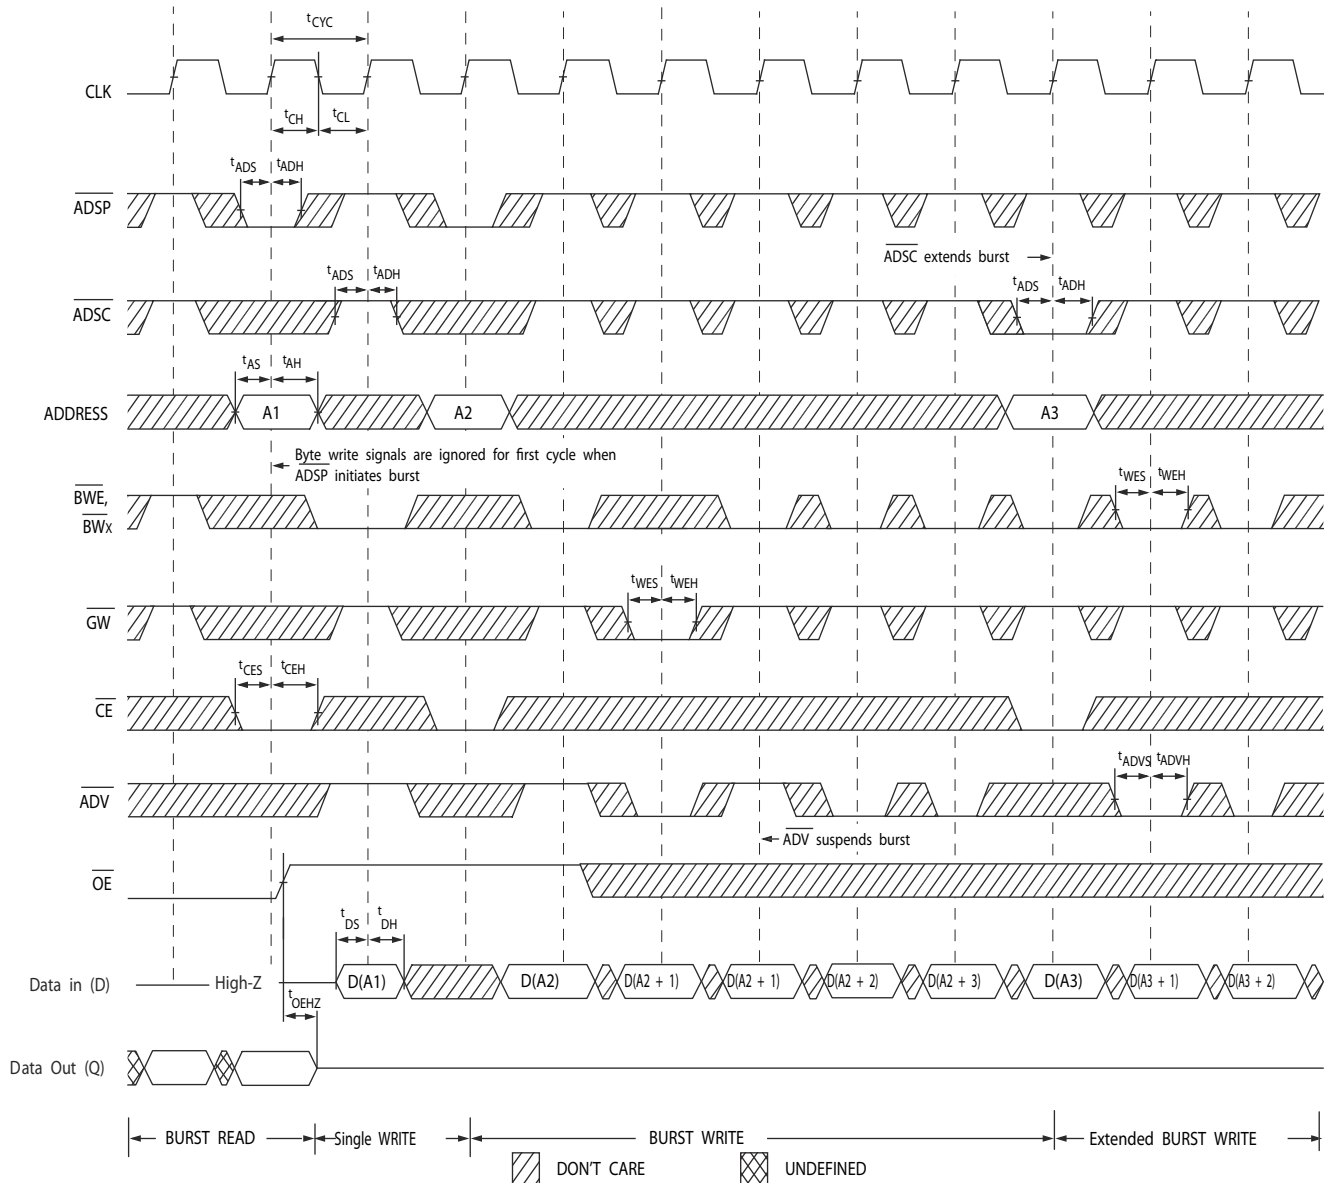 tCYC
CLK
tCH
tCL
tADS
tADH
ADSP
ADSC extends burst
tADS
tADH
tADS
tADH
ADSC
tAS
tAH
ADDRESS
A1
A2
A3
Byte write signals are ignored for first cycle when
ADSP initiates burst
tWES
tWEH
BWE,
BWX
tWES
tWEH
GW
tCES
tCEH
CE
tADVS
tADVH
ADV
ADV suspends burst
OE
tDS
tDH
Data in (D)
High-Z
D(A1)
D(A2)
D(A2 + 1)
D(A2 + 1)
D(A2 + 2)
D(A2 + 3)
D(A3)
D(A3 + 1)
D(A3 + 2)
tOEHZ
Data Out (Q)
BURST READ
Single WRITE
BURST WRITE
Extended BURST WRITE
DON'T CARE
UNDEFINED